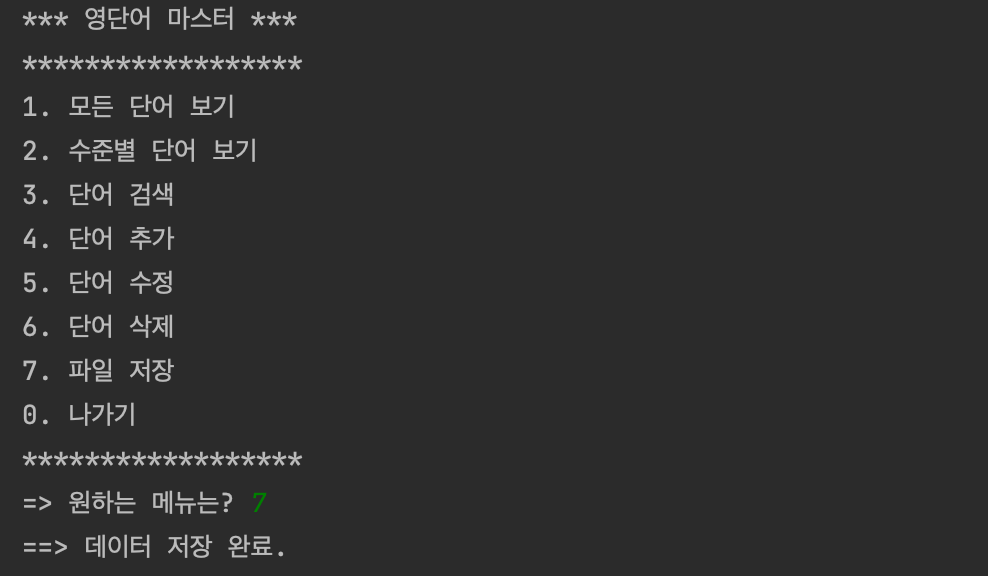 *** 영단어 마스터 ***
******************
1. 모든 단어 보기
2. 수준별 단어 보기
3. 단어 검색
4. 단어 추가
5. 단어 수정
6. 단어 삭제
7. 파일 저장
0. 나가기
******************
=> 원하는 메뉴는? 7
==> 데이터 저장 완료.